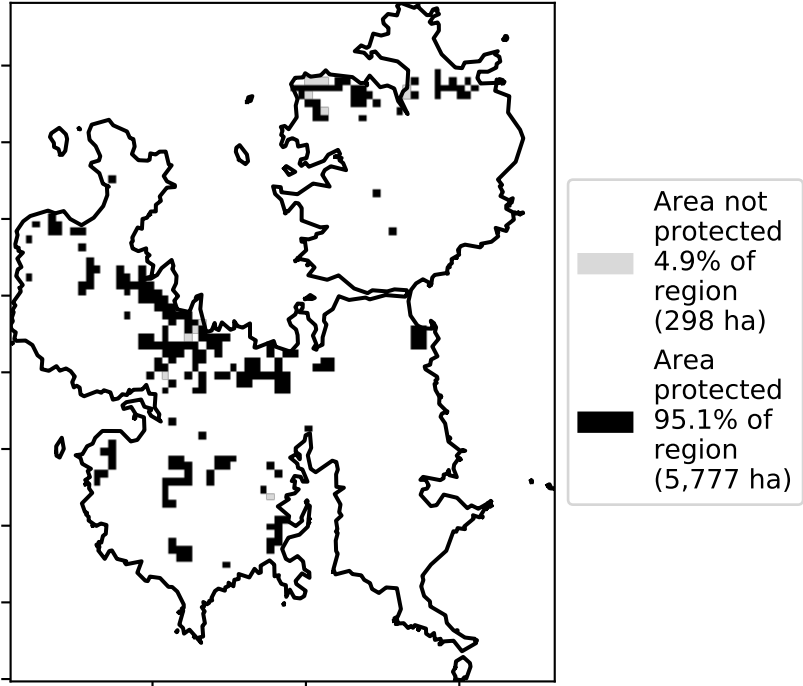 Area not
protected
4.9% of
region
(298 ha)
Area
protected
95.1% of
region
(5,777 ha)